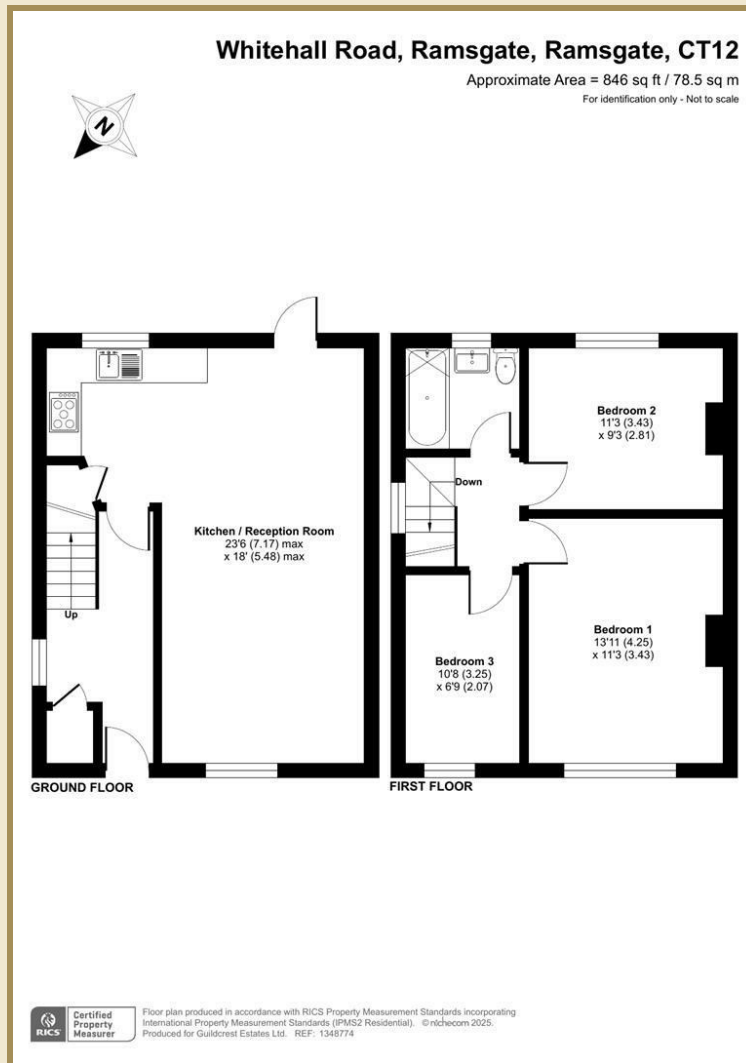 Whitehall Road, Ramsgate, Ramsgate, CT12
Approximate Area = 846 sq ft / 78.5 sq m
For identification only - Not to scale
N
Kitchen / Reception Room
23'6 (7.17) max
x 18' (5.48) max
Up
GROUND FLOOR
Bedroom 2
11'3 (3.43)
x 9'3 (2.81)
Down
Bedroom 1
13'11 (4.25)
x 11'3 (3.43)
Bedroom 3
10'8 (3.25)
x 6'9 (2.07)
FIRST FLOOR
RICS
Certified
Property
Measurer
Floor plan produced in accordance with RICS Property Measurement Standards incorporating
International Property Measurement Standards (IPMS2 Residential). © nichecom 2025.
Produced for Guildcrest Estates Ltd. REF: 1348774